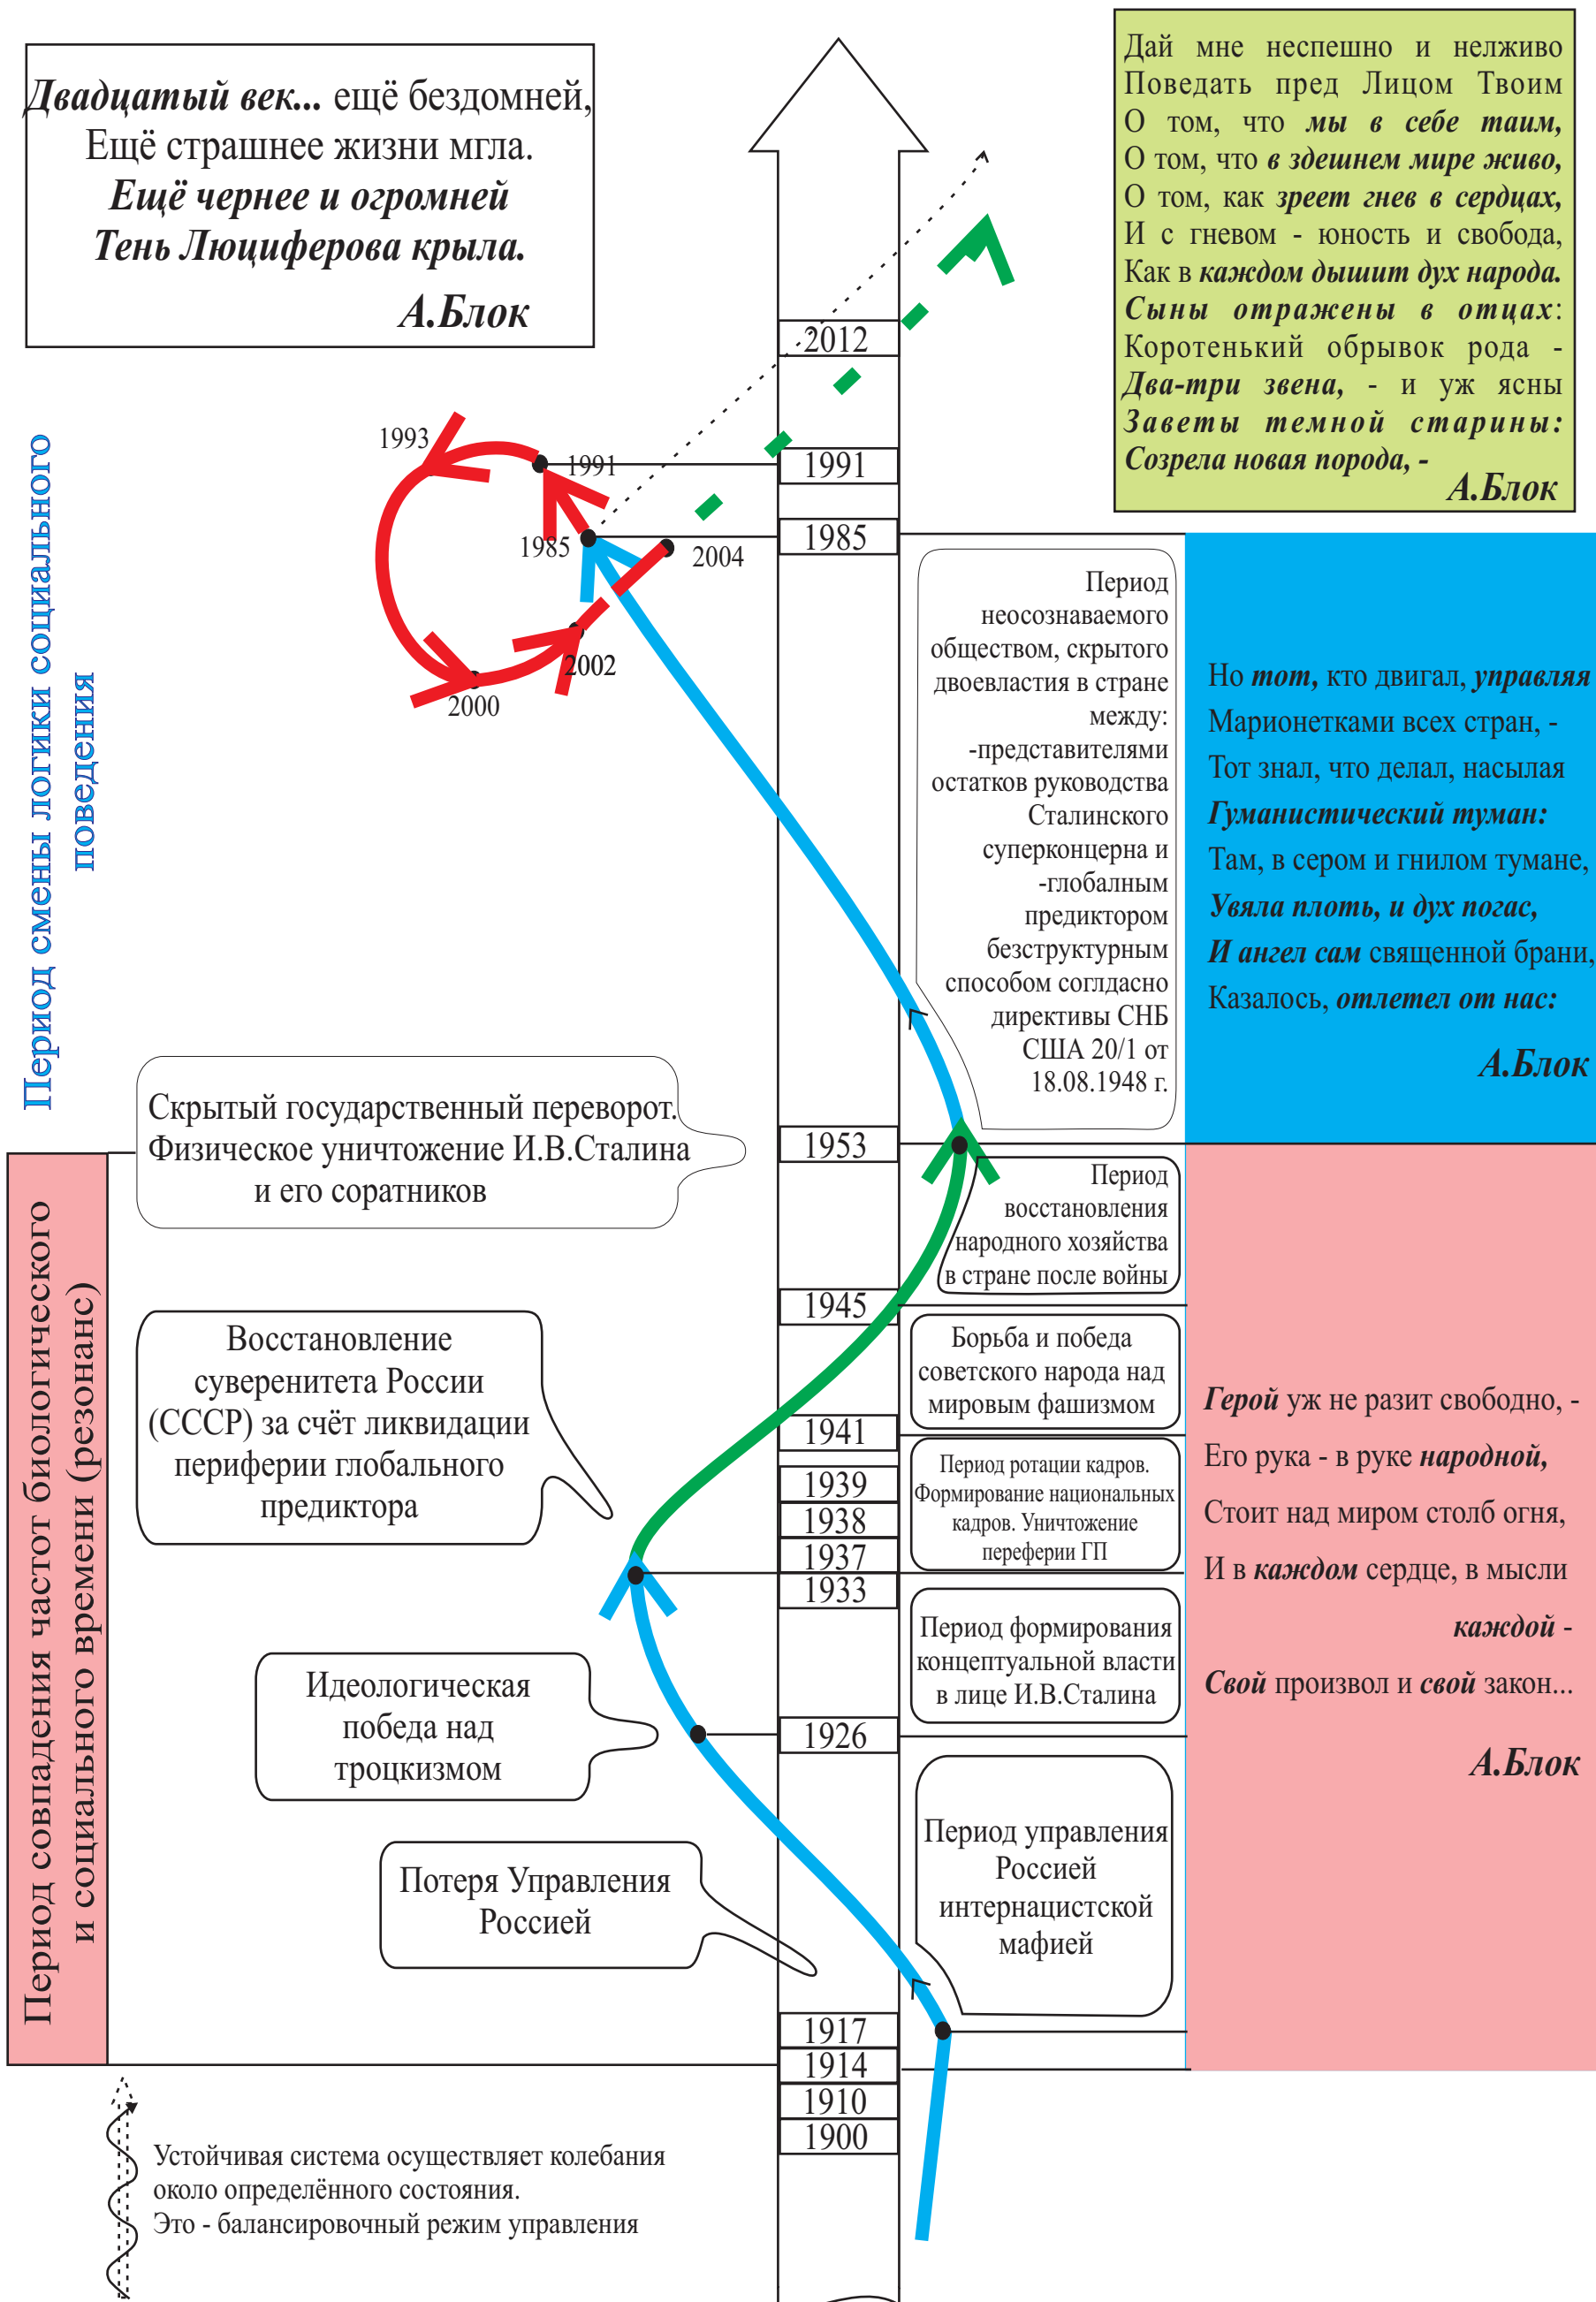 Двадцатый век... ещё бездомней,
Ещё страшнее жизни мгла.
Ещё чернее и огромней
Тень Люциферова крыла.
А.Блок
Дай мне неспешно и нелживо
Поведать пред Лицом Твоим
О том, что мы в себе таим,
О том, что в здешнем мире живо,
О том, как зреет гнев в сердцах,
И с гневом - юность и свобода,
Как в каждом дышит дух народа.
Сыны отражены в отцах:
Коротенький обрывок рода -
Два-три звена, - и уж ясны
Заветы темной старины:
Созрела новая порода, -
А.Блок
Период смены логики социального
поведения
1993
1991
1985
2004
2002
2000
2012
1991
1985
Период
неосознаваемого
обществом, скрытого
двоевластия в стране
между:
-представителями
остатков руководства
Сталинского
суперконцерна и
-глобалным
предиктором
безструктурным
способом соглдасно
директивы СНБ
США 20/1 от
18.08.1948 г.
Но тот, кто двигал, управляя
Марионетками всех стран, -
Тот знал, что делал, насылая
Гуманистический туман:
Там, в сером и гнилом тумане,
Увяла плоть, и дух погас,
И ангел сам священной брани,
Казалось, отлетел от нас:
А.Блок
Скрытый государственный переворот.
Физическое уничтожение И.В.Сталина
и его соратников
1953
Период
восстановления
народного хозяйства
в стране после войны
Период совпадения частот биологического
и социального времени (резонанс)
Восстановление
суверенитета России
(СССР) за счёт ликвидации
периферии глобального
предиктора
1945
Борьба и победа
советского народа над
мировым фашизмом
1941
1939
1938
1937
1933
Период ротации кадров.
Формирование национальных
кадров. Уничтожение
переферии ГП
Герой уж не разит свободно, -
Его рука - в руке народной,
Стоит над миром столб огня,
И в каждом сердце, в мысли
каждой -
Свой произвол и свой закон...
А.Блок
Период формирования
концептуальной власти
в лице И.В.Сталина
Идеологическая
победа над
троцкизмом
1926
Период управления
Россией
интернацистской
мафией
Потеря Управления
Россией
1917
1914
1910
1900
Устойчивая система осуществляет колебания
около определённого состояния.
Это - балансировочный режим управления